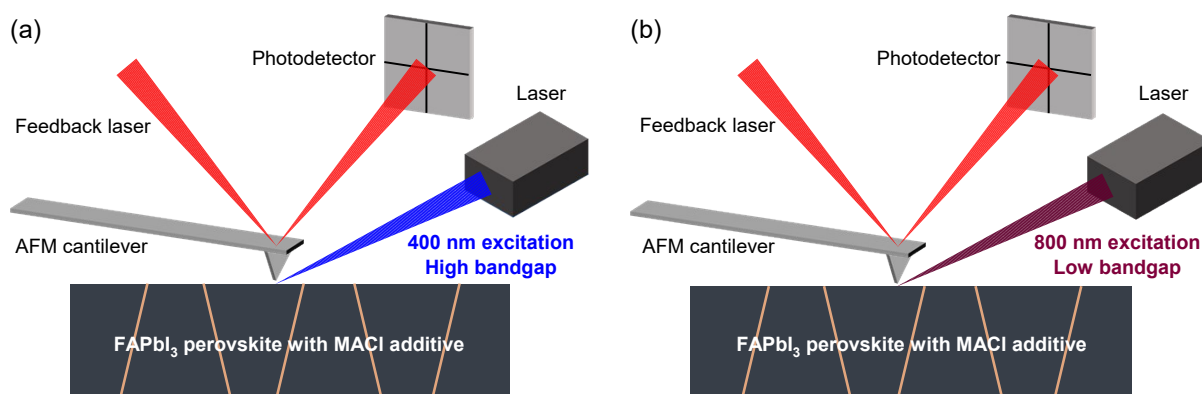 (a)
Photodetector
Laser
Feedback laser
AFM cantilever
400 nm excitation
High bandgap
FAPbI₃ perovskite with MACl additive
(b)
Photodetector
Laser
Feedback laser
AFM cantilever
800 nm excitation
Low bandgap
FAPbI₃ perovskite with MACl additive